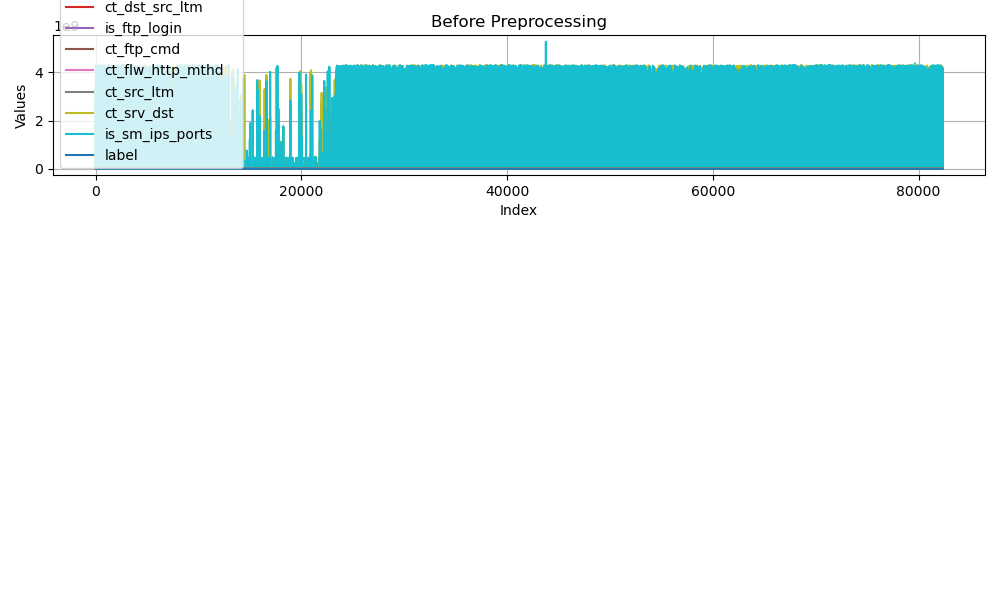 Before Preprocessing
1e9
ct_dst_src_ltm
is_ftp_login
ct_ftp_cmd
ct_flw_http_mthd
ct_src_ltm
ct_srv_dst
is_sm_ips_ports
label
Values
4
2
0
0
20000
40000
60000
80000
Index